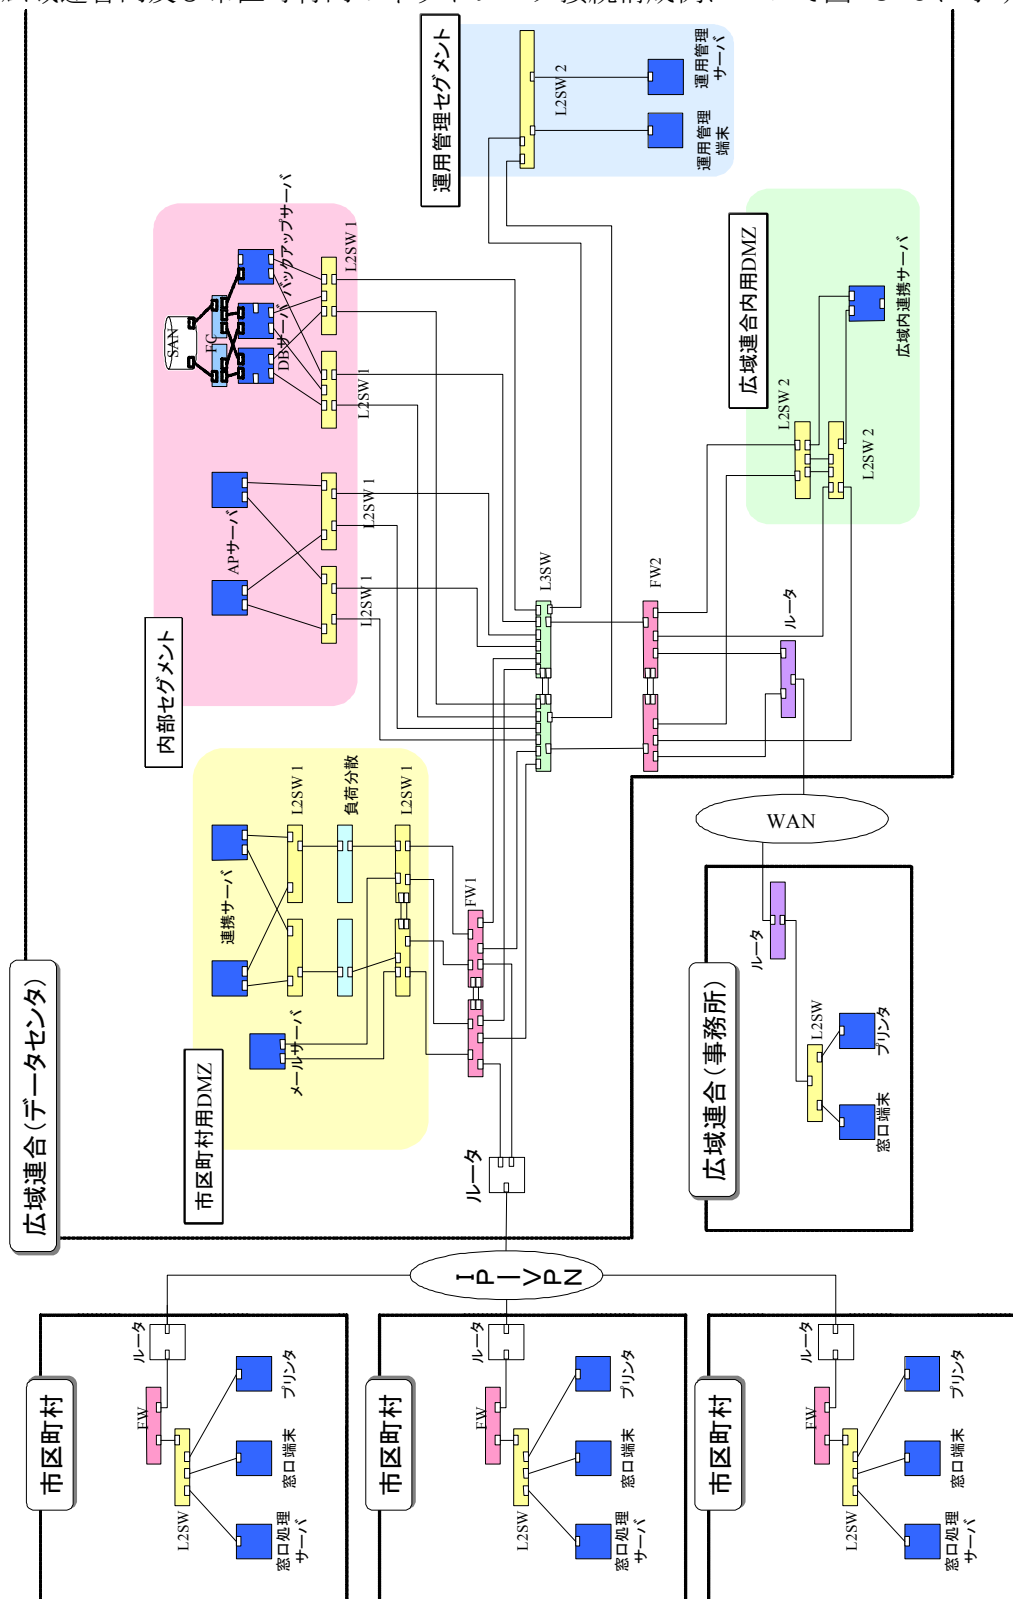 広域連合(データセンタ)
運用管理セグメント
L2SW 2
運用管理
サーバ
運用管理
端末
内部セグメント
SAN
FC
DBサーバ
バックアップサーバ
L2SW 1
L2SW 1
APサーバ
L2SW 1
L2SW 1
広域連合内用DMZ
L2SW 2
L2SW 2
広域内連携サーバ
市区町村用DMZ
連携サーバ
メールサーバ
L2SW 1
負荷分散
L2SW 1
FW1
L3SW
FW2
ルータ
ルータ
WAN
広域連合(事務所)
ルータ
L2SW
プリンタ
窓口端末
IP-VPN
市区町村
ルータ
FW
L2SW
プリンタ
窓口端末
窓口処理
サーバ
市区町村
ルータ
FW
L2SW
プリンタ
窓口端末
窓口処理
サーバ
市区町村
ルータ
FW
L2SW
プリンタ
窓口端末
窓口処理
サーバ